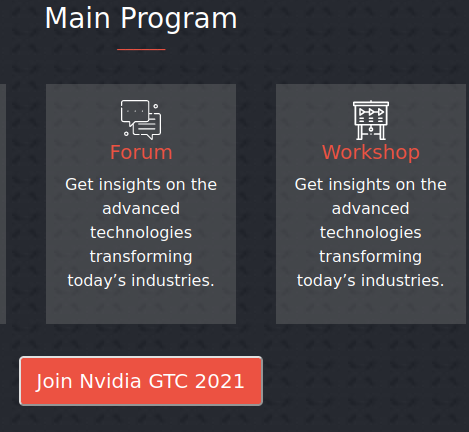 Main Program
Forum
Get insights on the
advanced
technologies
transforming
today’s industries.
Workshop
Get insights on the
advanced
technologies
transforming
today’s industries.
Join Nvidia GTC 2021